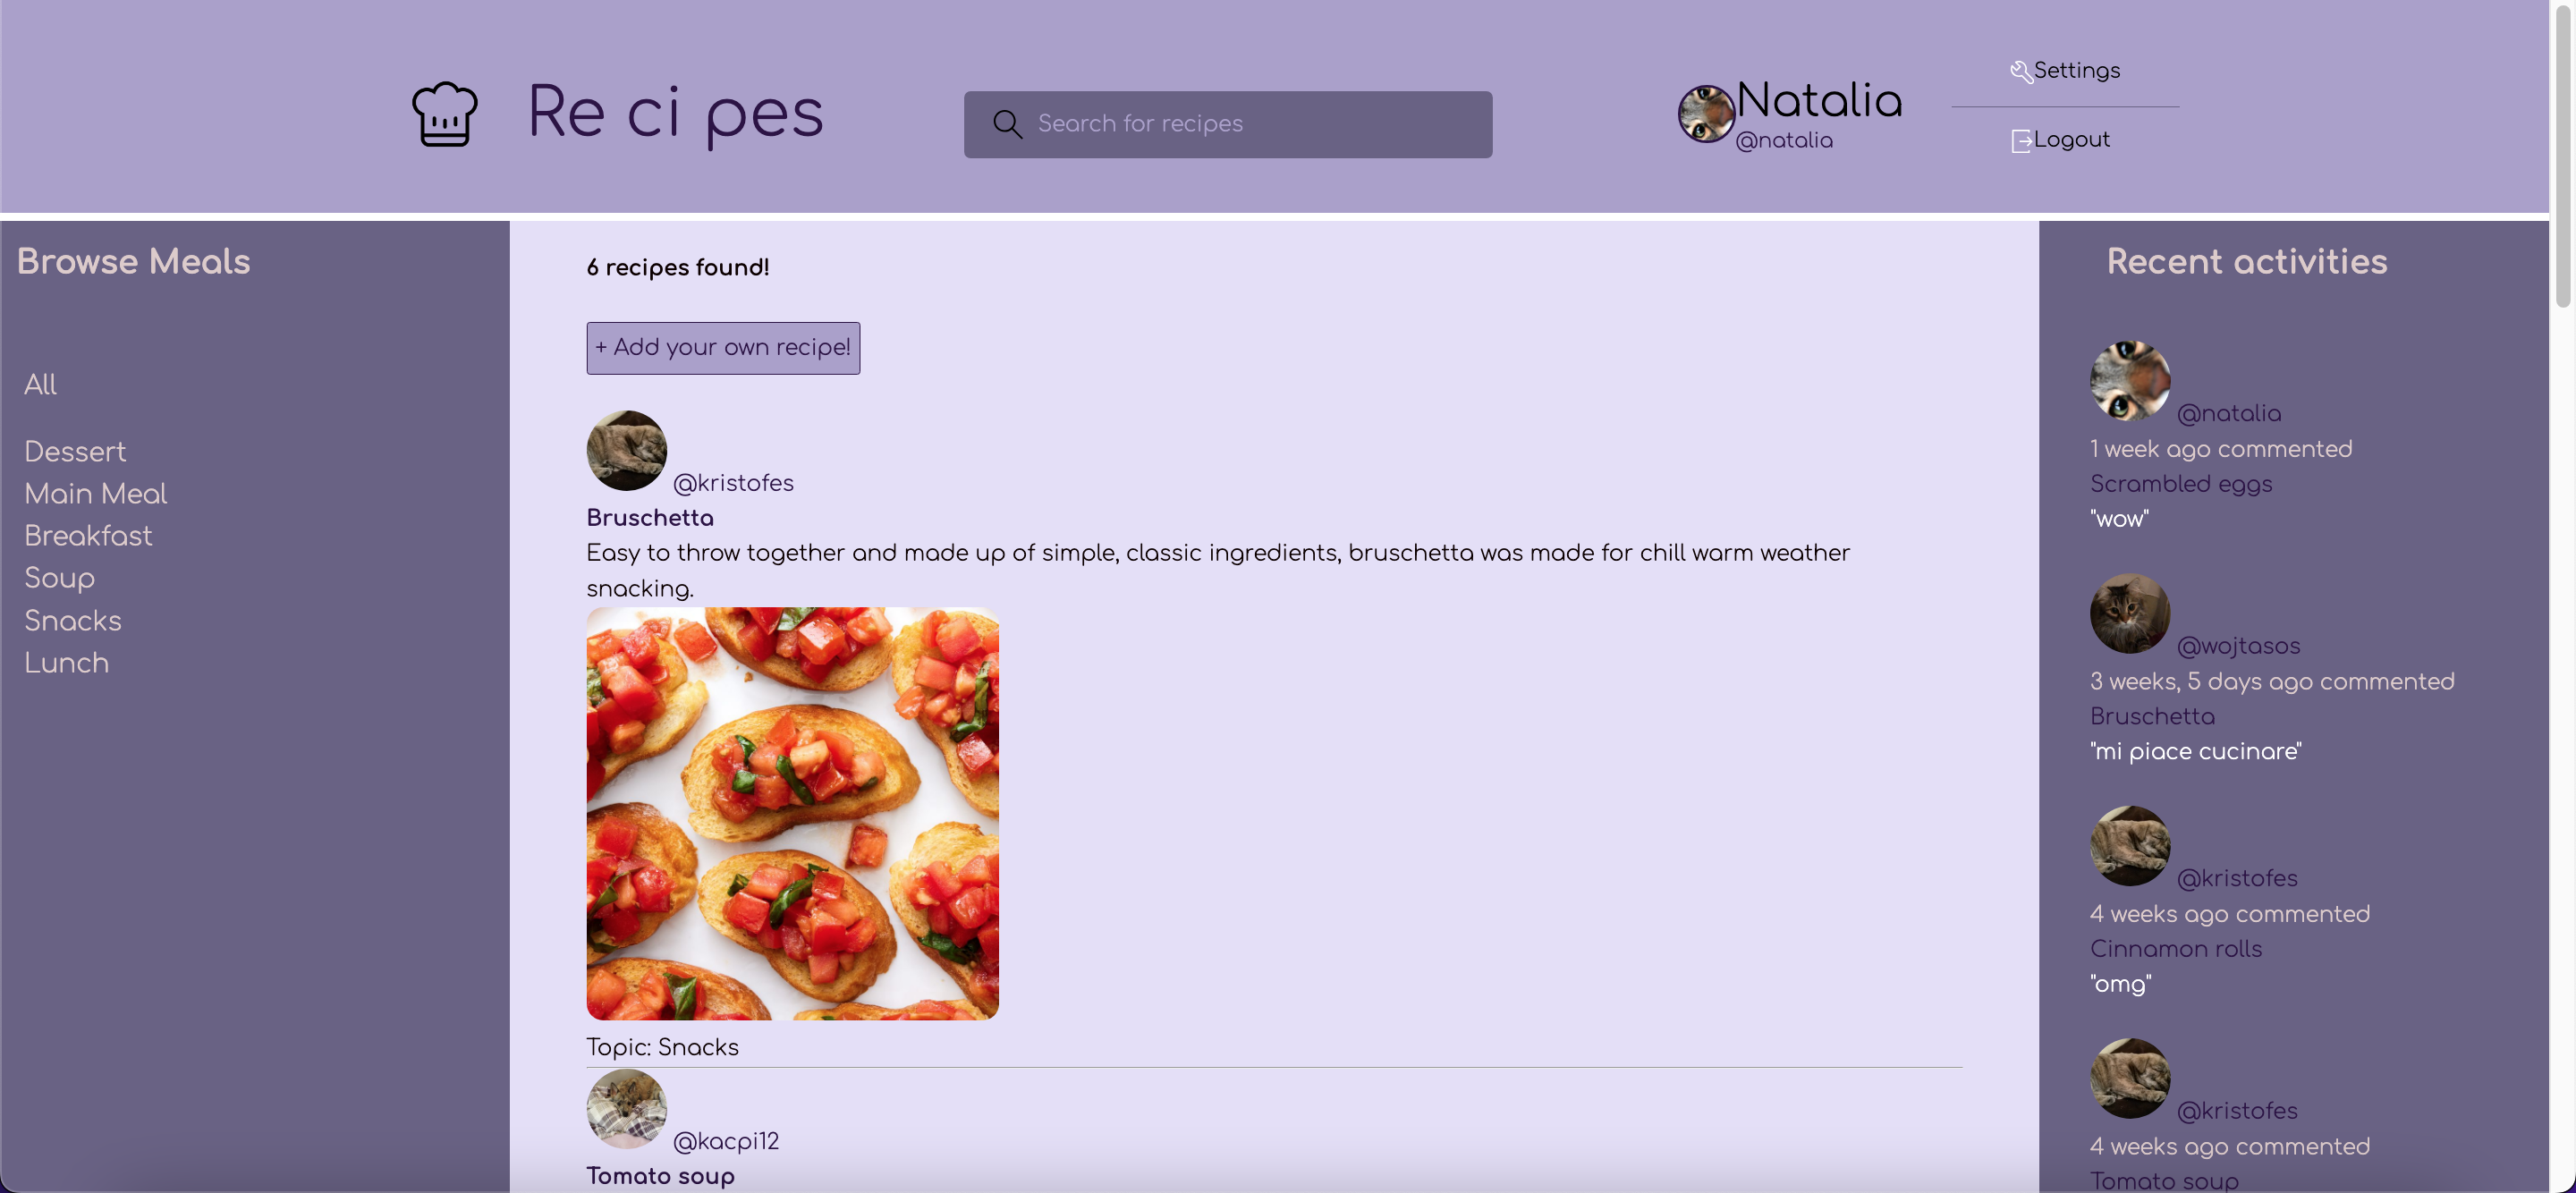 Re ci pes
Search for recipes
Natalia
@natalia
Settings
Logout
Browse Meals
All
Dessert
Main Meal
Breakfast
Soup
Snacks
Lunch
6 recipes found!
+ Add your own recipe!
@kristofes
Bruschetta
Easy to throw together and made up of simple, classic ingredients, bruschetta was made for chill warm weather
snacking.
Topic: Snacks
@kacpi12
Tomato soup
Recent activities
@natalia
1 week ago commented
Scrambled eggs
"wow"
@wojtasos
3 weeks, 5 days ago commented
Bruschetta
"mi piace cucinare"
@kristofes
4 weeks ago commented
Cinnamon rolls
"omg"
@kristofes
4 weeks ago commented
Tomato soup